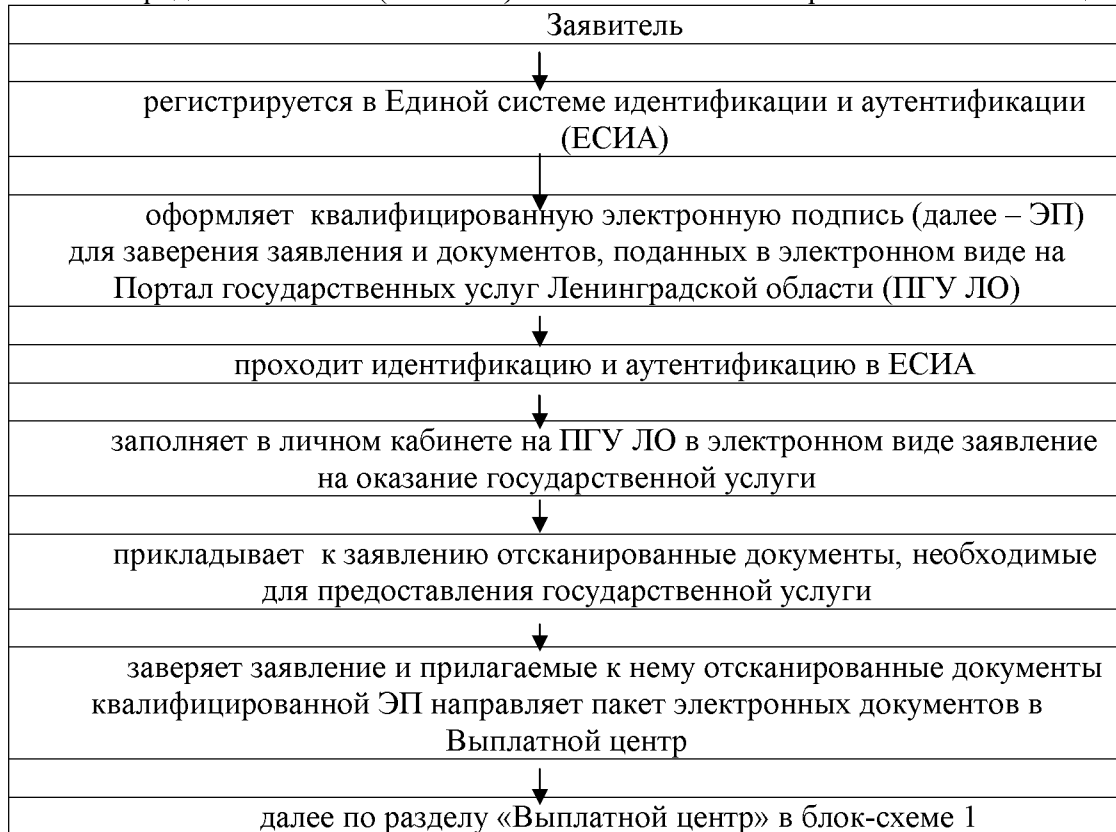 Заявитель
регистрируется в Единой системе идентификации и аутентификации
(ЕСИА)
оформляет квалифицированную электронную подпись (далее – ЭП)
для заверения заявления и документов, поданных в электронном виде на
Портал государственных услуг Ленинградской области (ПГУ ЛО)
проходит идентификацию и аутентификацию в ЕСИА
заполняет в личном кабинете на ПГУ ЛО в электронном виде заявление
на оказание государственной услуги
прикладывает к заявлению отсканированные документы, необходимые
для предоставления государственной услуги
заверяет заявление и прилагаемые к нему отсканированные документы
квалифицированной ЭП направляет пакет электронных документов в
Выплатной центр
далее по разделу «Выплатной центр» в блок-схеме 1